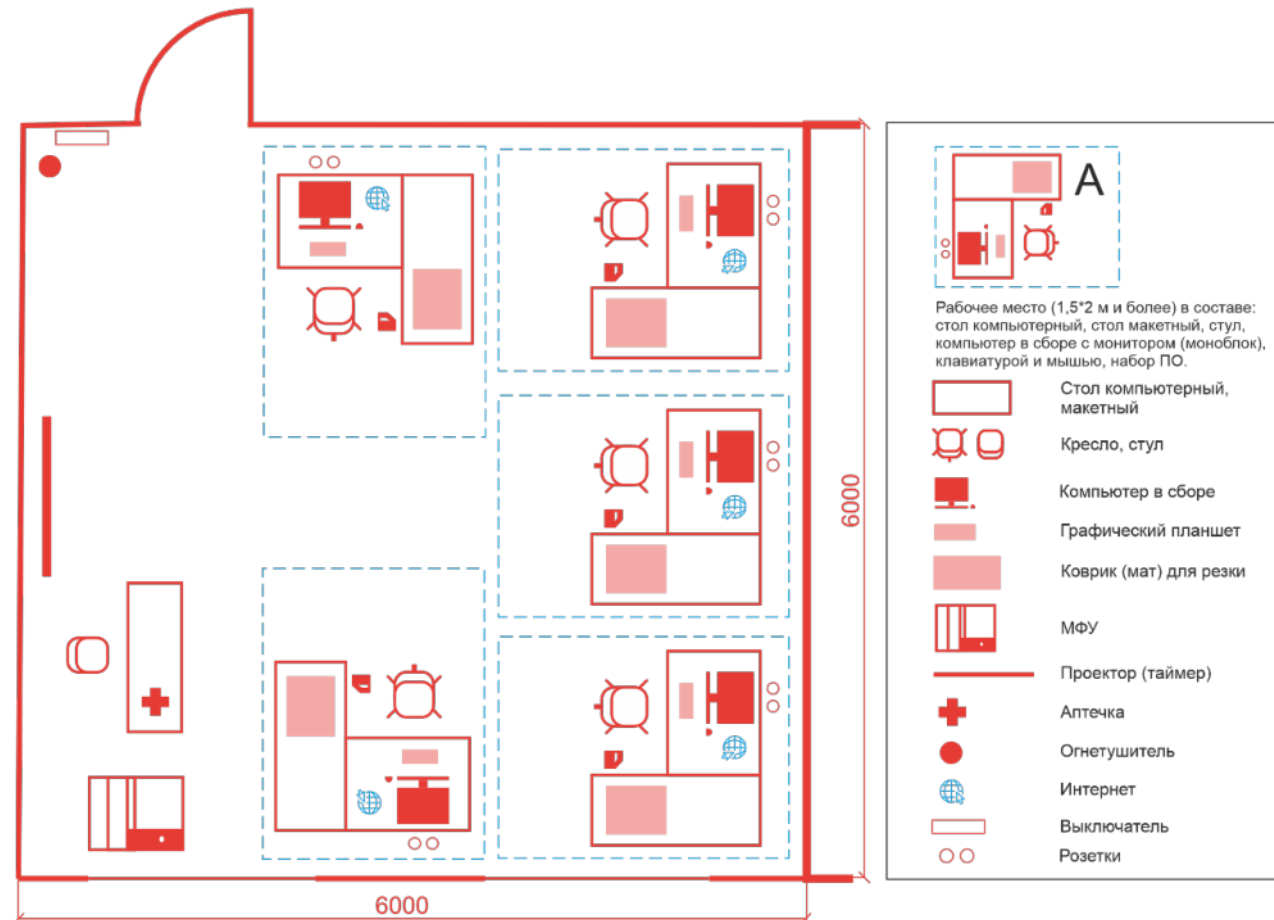 6000
6000
А
Рабочее место (1,5*2 м и более) в составе:
стол компьютерный, стол макетный, стул,
компьютер в сборе с монитором (моноблок),
клавиатурой и мышью, набор ПО.
Стол компьютерный,
макетный
Кресло, стул
Компьютер в сборе
Графический планшет
Коврик (мат) для резки
МФУ
Проектор (таймер)
Аптечка
Огнетушитель
Интернет
Выключатель
Розетки